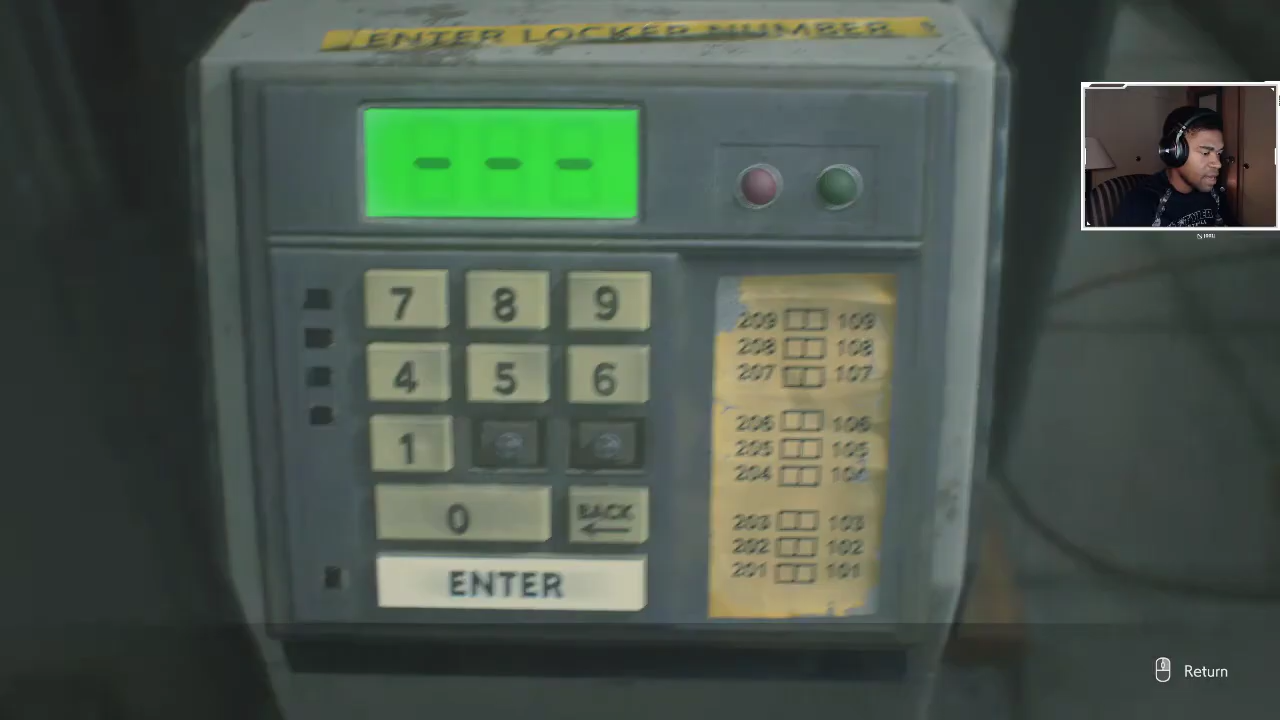 ENTER LOCKER NUMBER
- - -
7 8 9
4 5 6
1
0 BACK
ENTER
209 109
208 108
207 107
206 106
205 105
204 104
203 103
202 102
201 101
Return